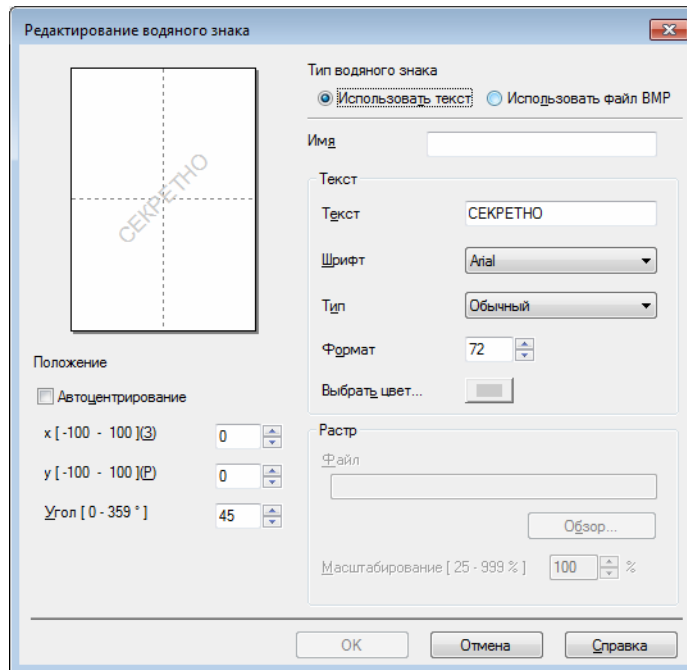 Редактирование водяного знака
Тип водяного знака
Использовать текст Использовать файл BMP
Имя
Текст
Текст СЕКРЕТНО
Шрифт Arial
Тип Обычный
Формат 72
Выбрать цвет...
СЕКРЕТНО
Положение
Автоцентрирование
x [ -100 - 100 ](З) 0
y [ -100 - 100 ](Р) 0
Угол [ 0 - 359 ° ] 45
Растр
Файл
Обзор...
Масштабирование [ 25 - 999 % ] 100 %
OK Отмена Справка